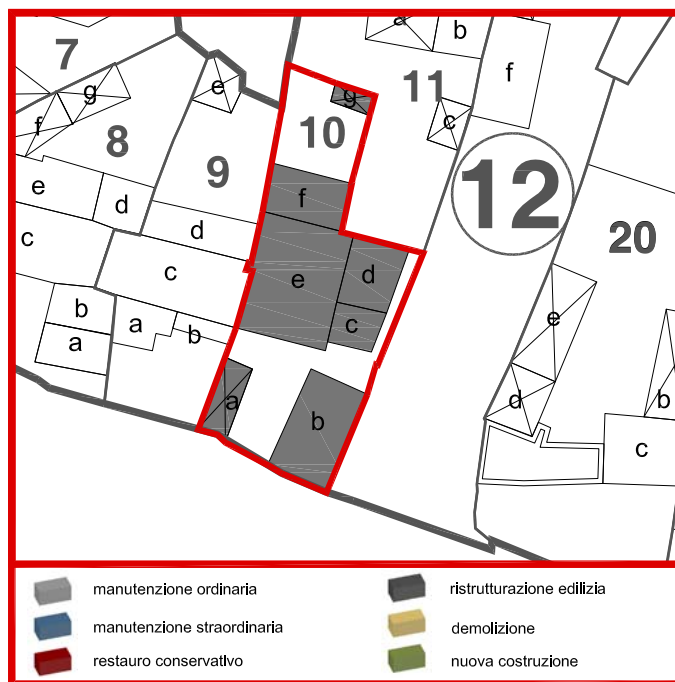 a
b
7
11
f
e
g
g
10
c
f
8
12
9
e
d
f
20
d
c
d
c
e
e
b
a
b
c
a
a
d
b
b
c
manutenzione ordinaria
ristrutturazione edilizia
manutenzione straordinaria
demolizione
restauro conservativo
nuova costruzione